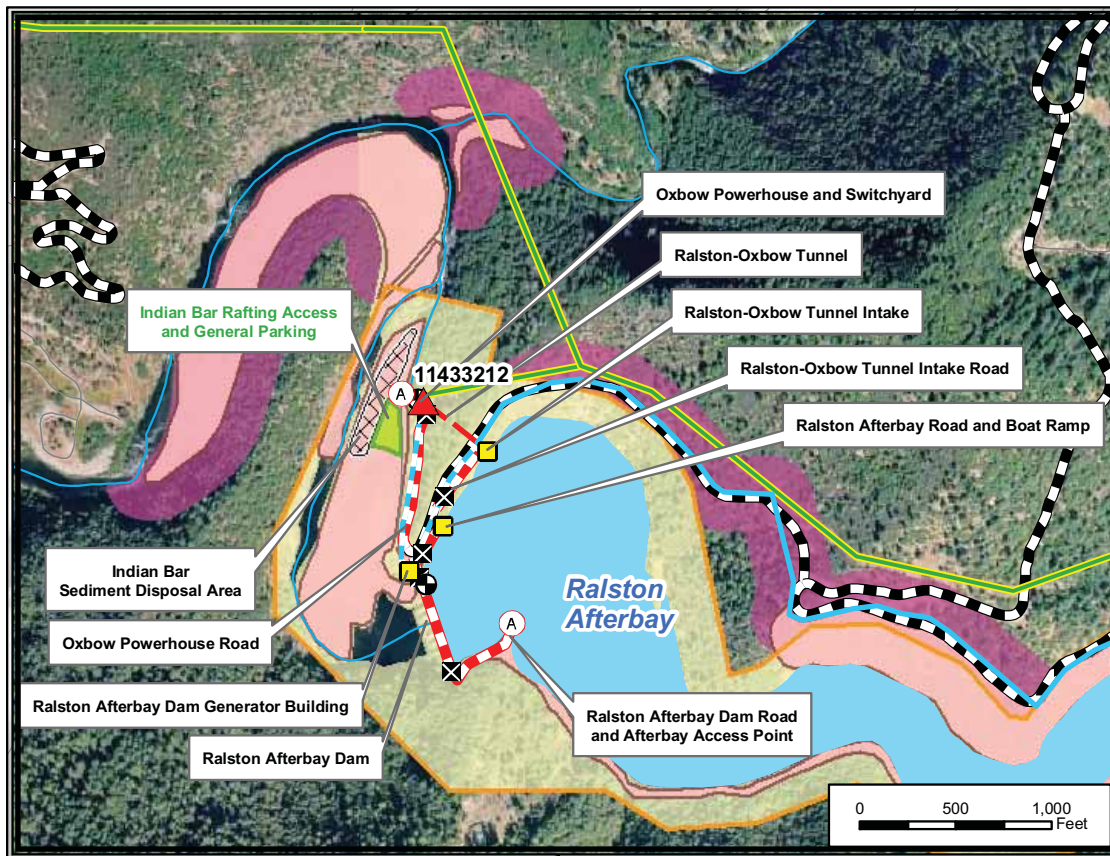 Oxbow Powerhouse and Switchyard
Ralston-Oxbow Tunnel
Ralston-Oxbow Tunnel Intake
Indian Bar Rafting Access
and General Parking
Ralston-Oxbow Tunnel Intake Road
A
11433212
Ralston Afterbay Road and Boat Ramp
Indian Bar
Sediment Disposal Area
Ralston
Afterbay
Oxbow Powerhouse Road
A
Ralston Afterbay Dam Generator Building
Ralston Afterbay Dam Road
and Afterbay Access Point
Ralston Afterbay Dam
0 500 1,000
Feet